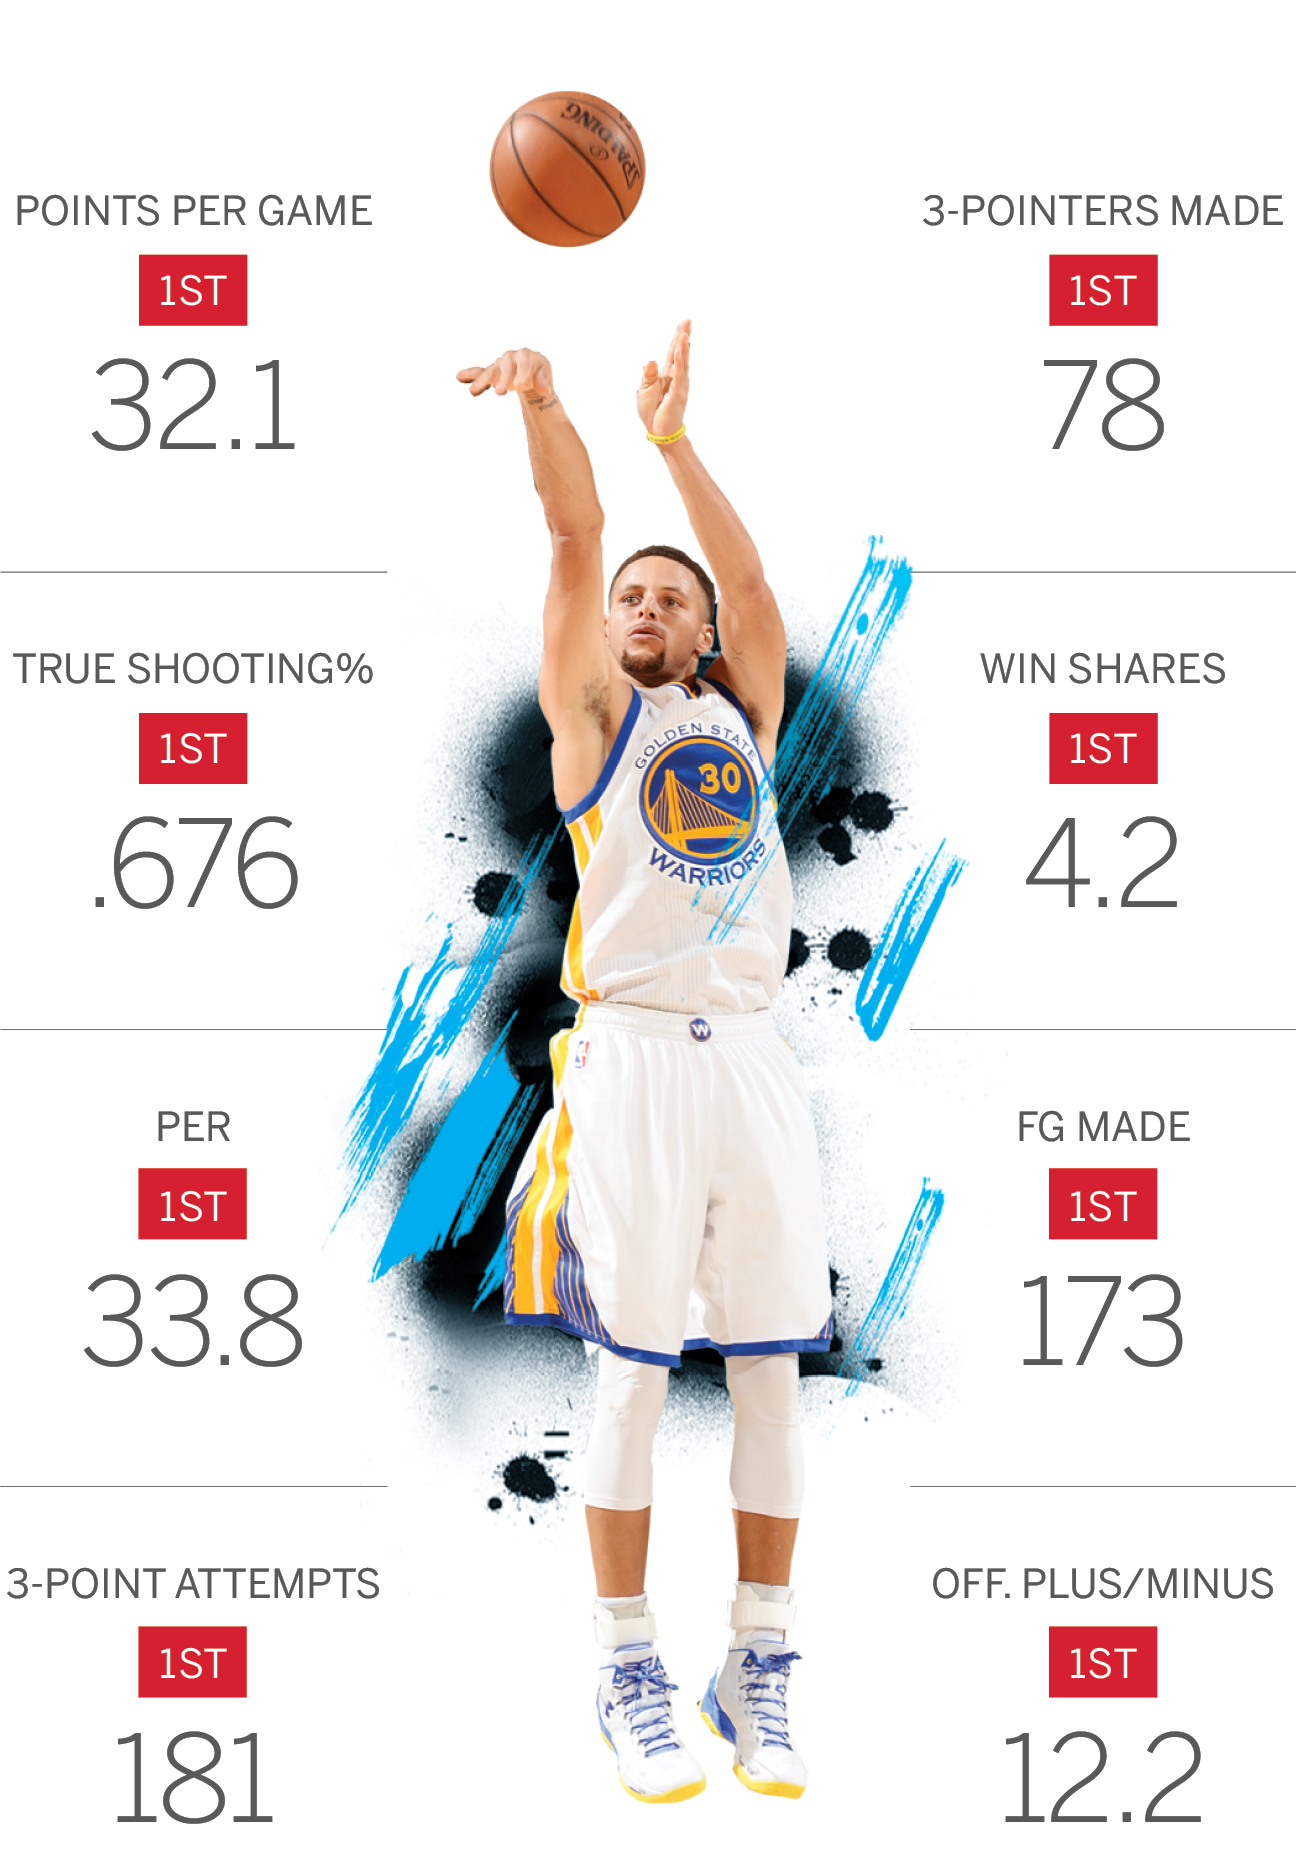 SPALDING
POINTS PER GAME
1ST
32.1
3-POINTERS MADE
1ST
78
TRUE SHOOTING%
1ST
.676
WIN SHARES
1ST
4.2
GOLDEN STATE
30
WARRIORS
W
PER
1ST
33.8
FG MADE
1ST
173
3-POINT ATTEMPTS
1ST
181
OFF. PLUS/MINUS
1ST
12.2